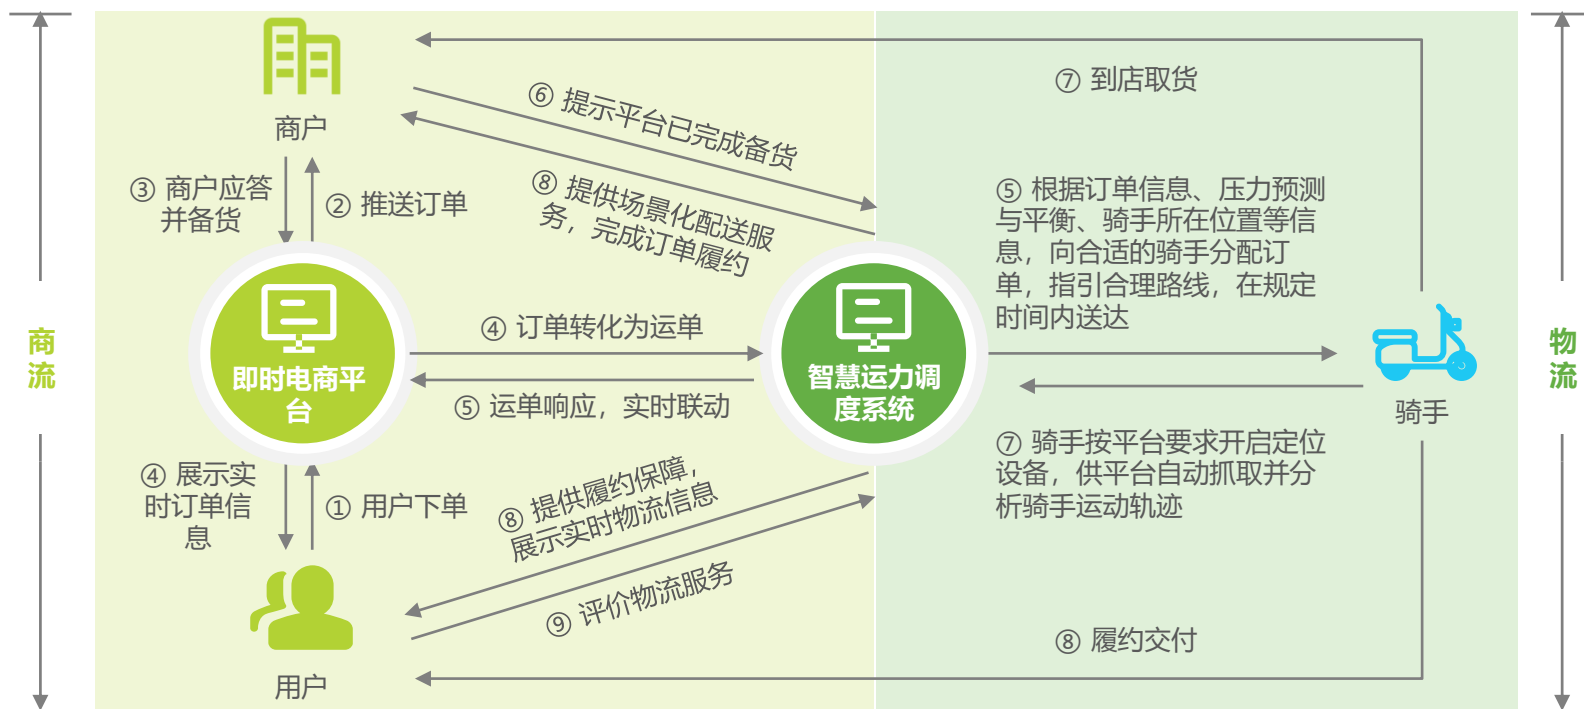 商
流
商户
③ 商户应答
并备货
② 推送订单
⑥ 提示平台已完成备货
⑧ 提供场景化配送服
务，完成订单履约
⑦ 到店取货
⑤ 根据订单信息、压力预测
与平衡、骑手所在位置等信
息，向合适的骑手分配订
单，指引合理路线，在规定
时间内送达
即时电商平
台
④ 订单转化为运单
⑤ 运单响应，实时联动
智慧运力调
度系统
骑手
物
流
④ 展示实
时订单信
息
① 用户下单
⑧ 提供履约保障，
展示实时物流信息
⑨ 评价物流服务
⑦ 骑手按平台要求开启定位
设备，供平台自动抓取并分
析骑手运动轨迹
⑧ 履约交付
用户